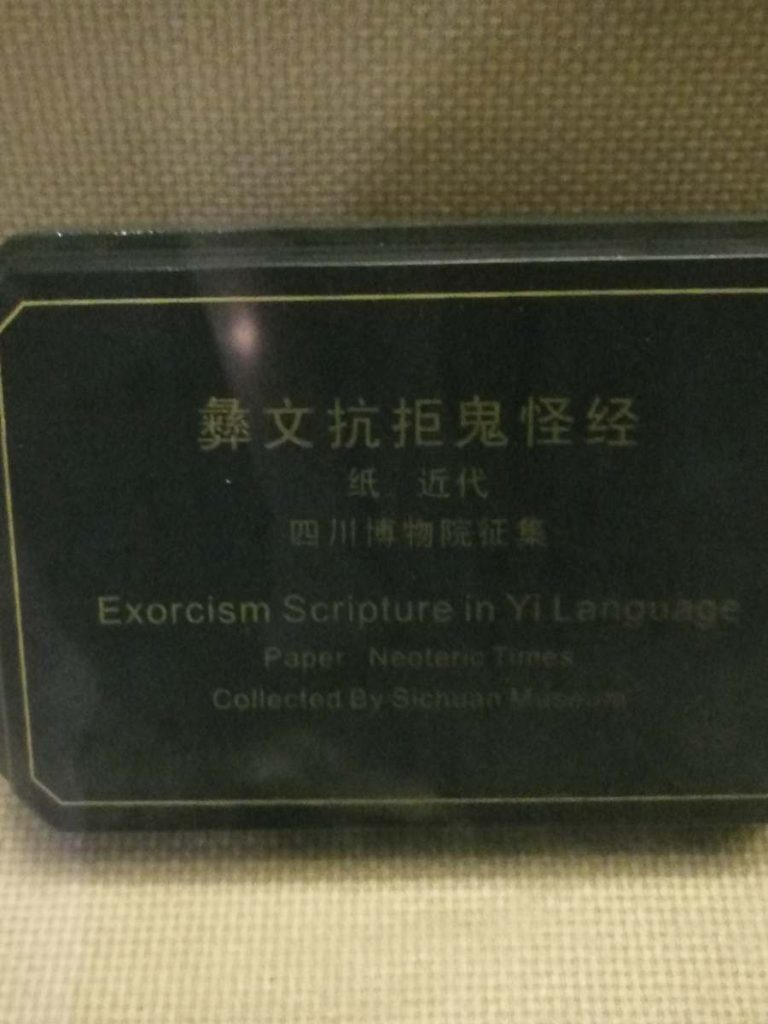 彝文抗拒鬼怪经
纸 近代
四川博物院征集
Exorcism Scripture in Yi Language
Paper Neoteric Times
Collected By Sichuan Museum